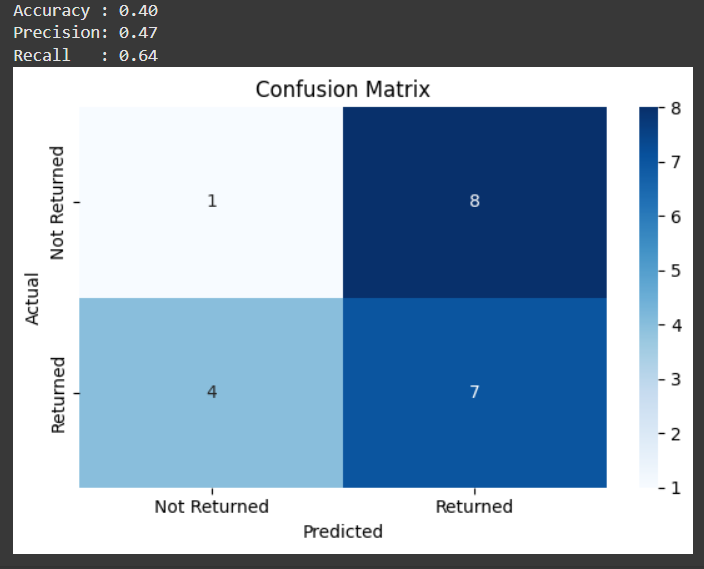 Accuracy : 0.40
Precision: 0.47
Recall   : 0.64
Confusion Matrix
Actual
Not Returned
Returned
1
8
4
7
Not Returned
Returned
Predicted
8
7
6
5
4
3
2
1